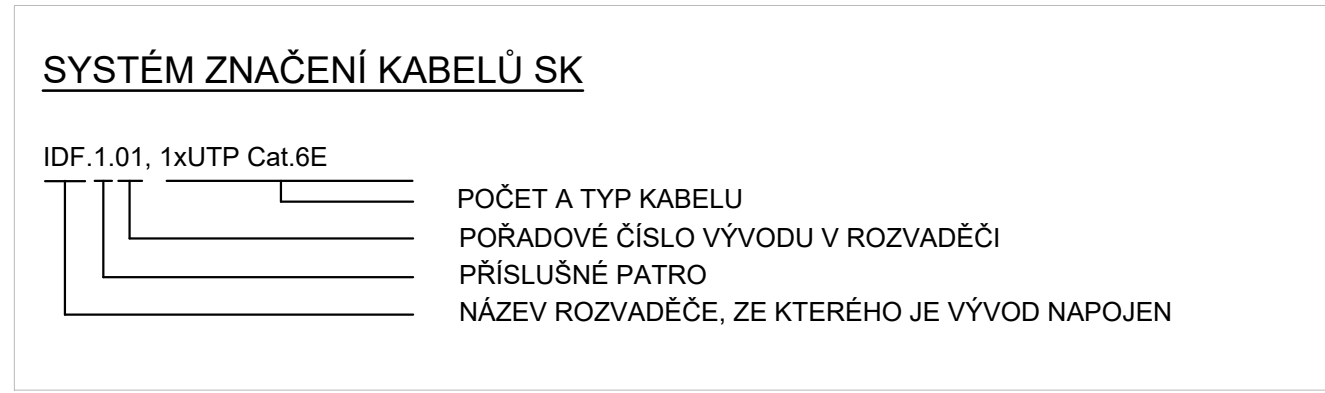 SYSTÉM ZNAČENÍ KABELŮ SK
IDF.1.01, 1xUTP Cat.6E
POČET A TYP KABELU
POŘADOVÉ ČÍSLO VÝVODU V ROZVADĚČI
PŘÍSLUŠNÉ PATRO
NÁZEV ROZVADĚČE, ZE KTERÉHO JE VÝVOD NAPOJEN